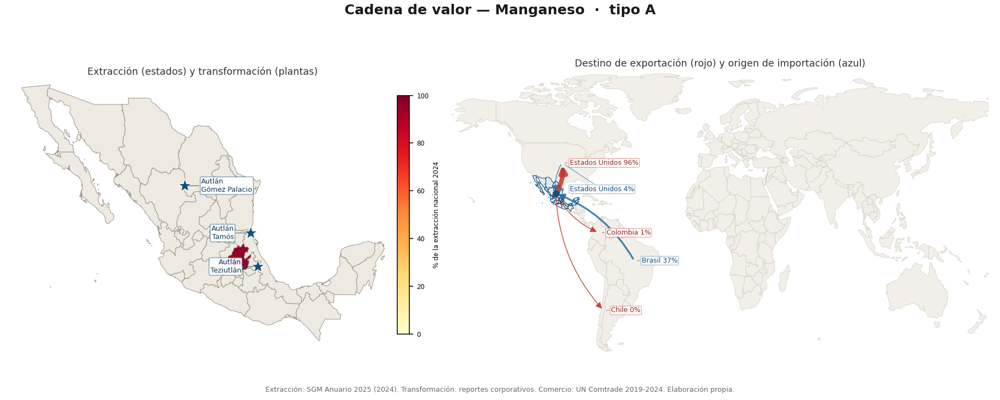 Cadena de valor — Manganeso · tipo A
Extracción (estados) y transformación (plantas)
Autlán
Gómez Palacio
Autlán
Tamós
Autlán
Teziutlán
100
80
60
40
20
0
% de la extracción nacional 2024
Destino de exportación (rojo) y origen de importación (azul)
Estados Unidos 96%
Estados Unidos 4%
Colombia 1%
Brasil 37%
Chile 0%
Extracción: SGM Anuario 2025 (2024). Transformación: reportes corporativos. Comercio: UN Comtrade 2019-2024. Elaboración propia.